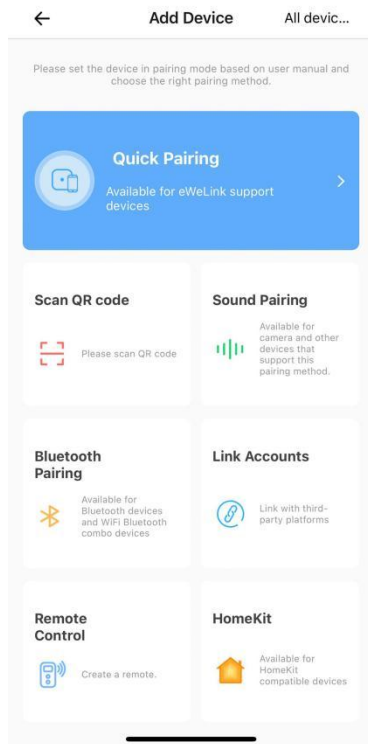 Add Device
All devic...
Please set the device in pairing mode based on user manual and
choose the right pairing method.
Quick Pairing
Available for eWeLink support
devices
Scan QR code
Please scan QR code
Sound Pairing
Available for
camera and other
devices that
support this
pairing method.
Bluetooth
Pairing
Available for
Bluetooth devices
and WiFi Bluetooth
combo devices
Link Accounts
Link with third-
party platforms
Remote
Control
Create a remote.
HomeKit
Available for
HomeKit
compatible devices